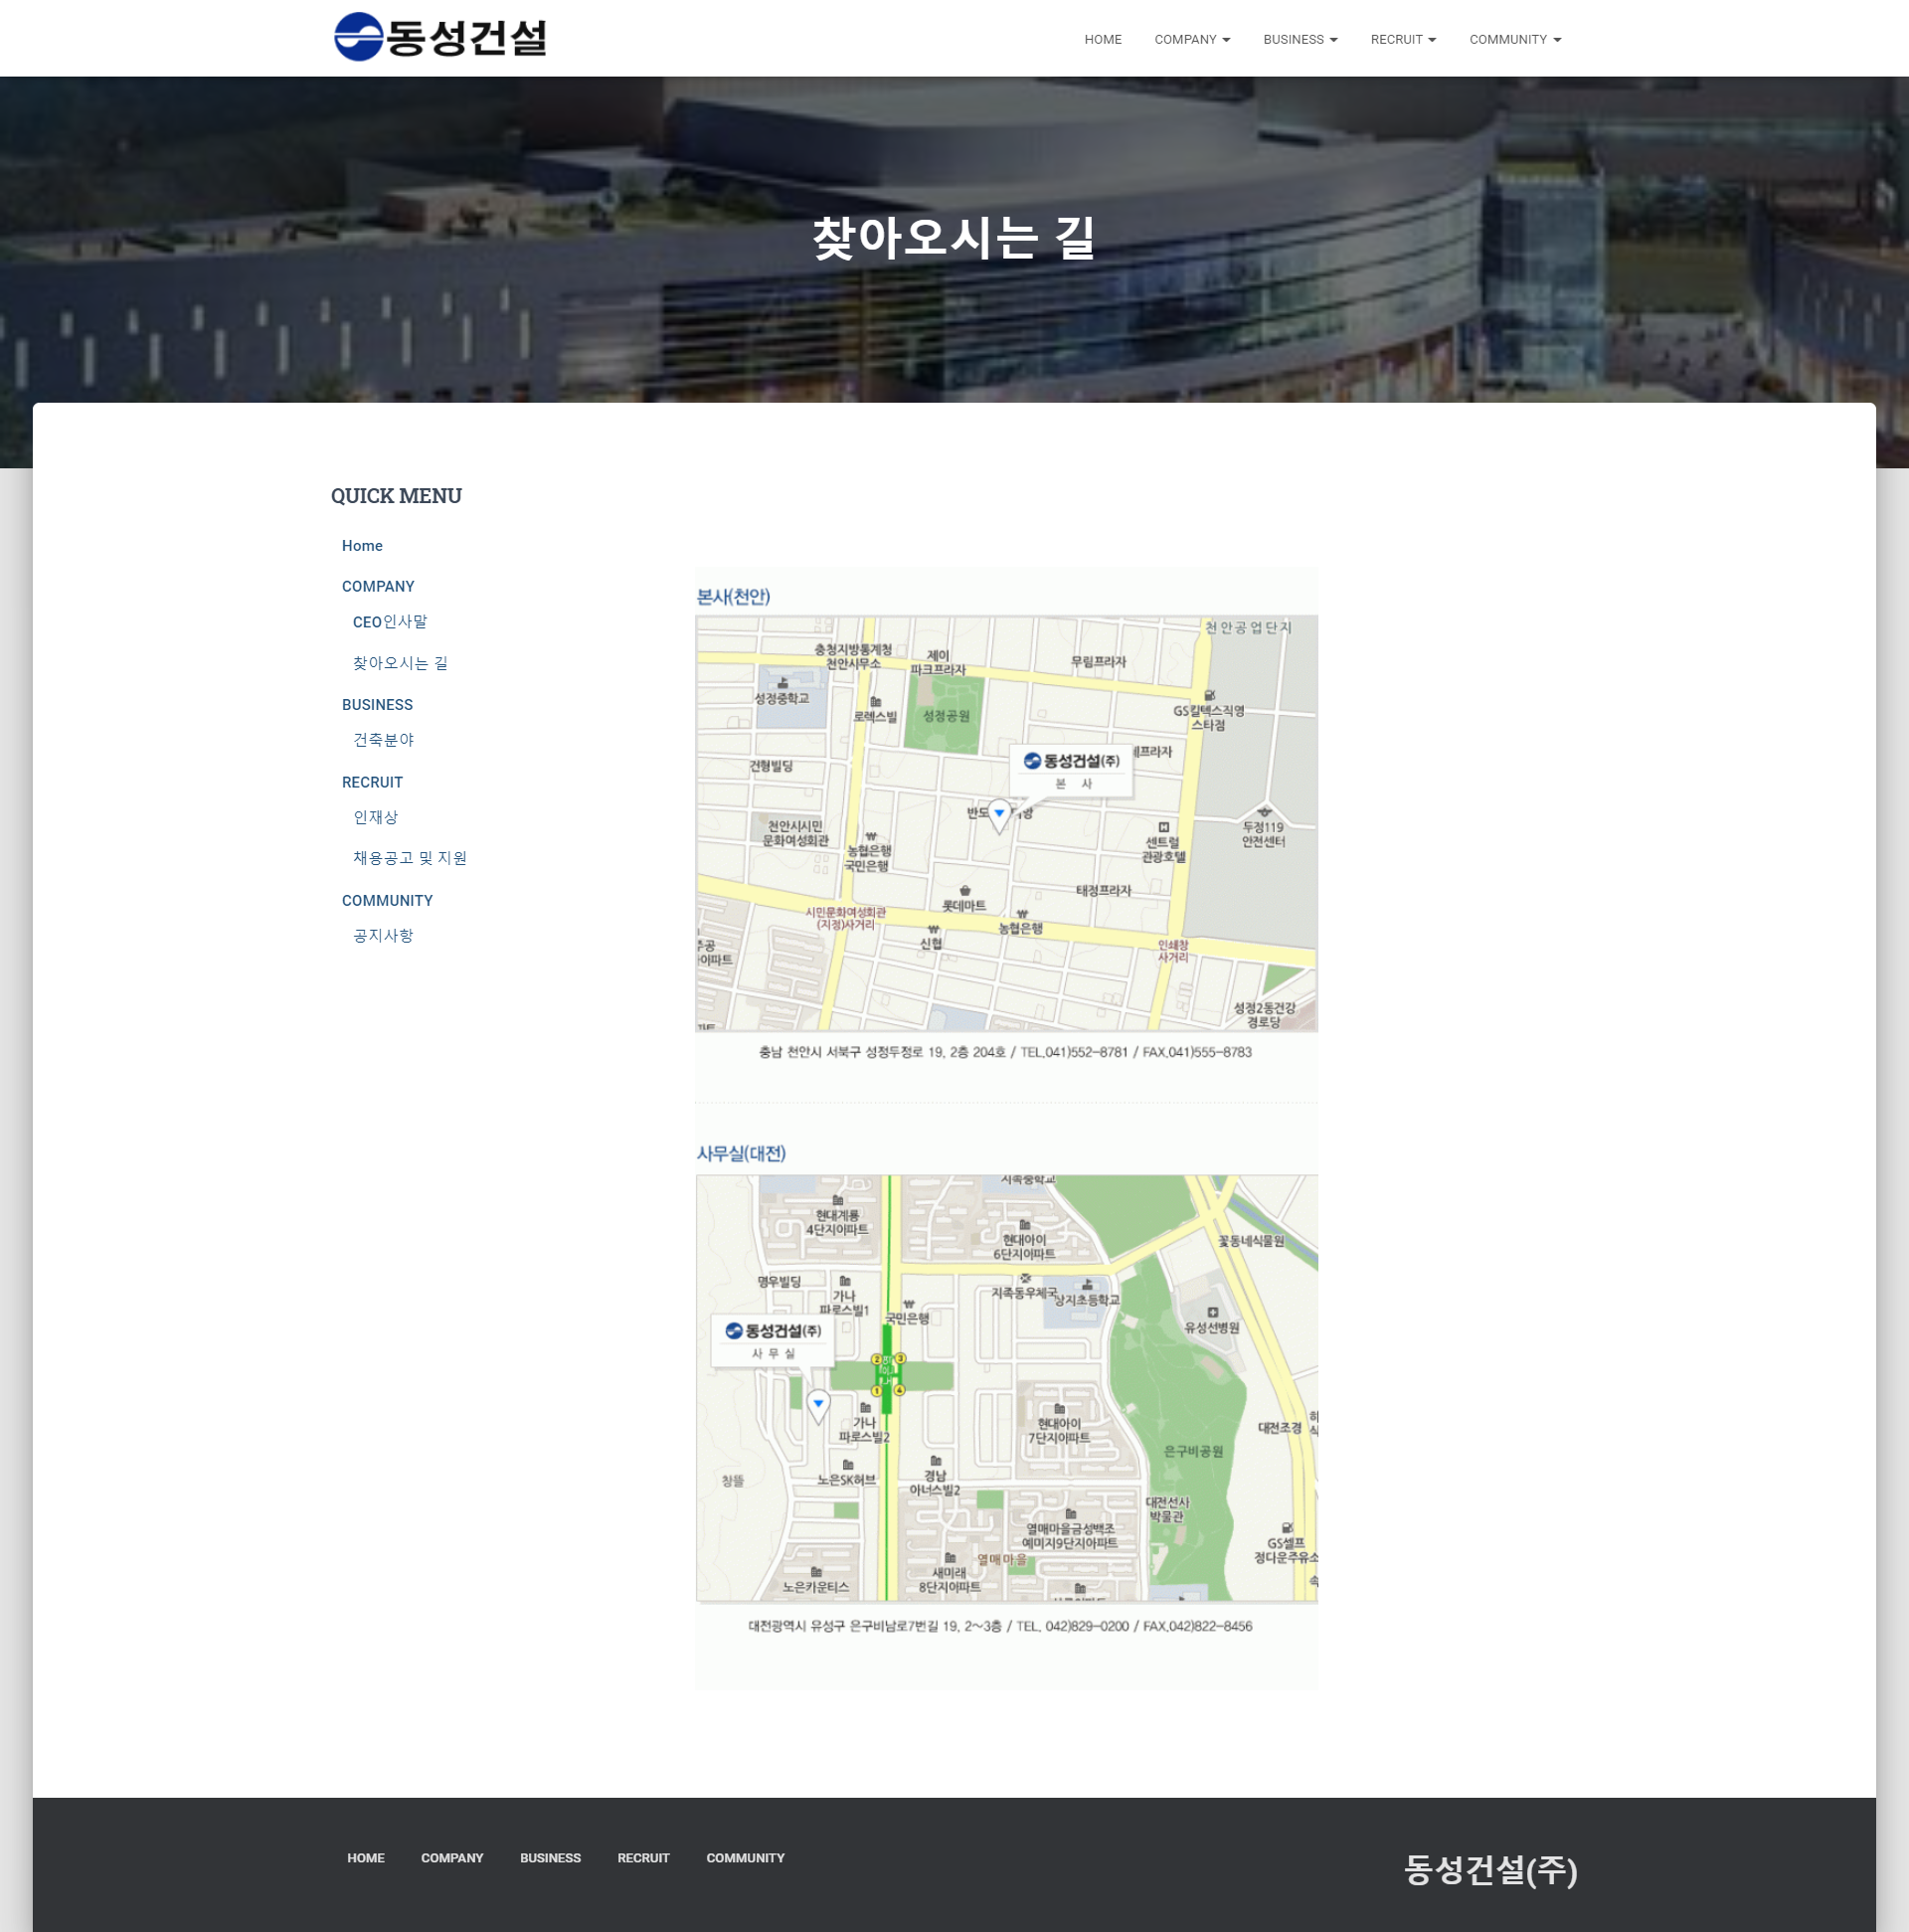 동성건설
HOME COMPANY BUSINESS RECRUIT COMMUNITY
찾아오시는 길
QUICK MENU
Home
COMPANY
CEO인사말
찾아오시는 길
BUSINESS
건축분야
RECRUIT
인재상
채용공고 및 지원
COMMUNITY
공지사항
본사(천안)
천안공업단지
충청지방통계청
천안사무소
제이
파크프라자
무림프라자
성정중학교
로렉스빌
성정공원
GS칼텍스직영
스타점
건형빌딩
동성건설(주)
본 사
프라자
반도
천안시시민
문화여성회관
농협은행
국민은행
센트럴
관광호텔
두정119
안전센터
롯데마트
태정프라자
시민문화여성회관
(지정)사거리
신협
농협은행
인쇄창
사거리
주공
아파트
성정2동건강
경로당
충남 천안시 서북구 성정두정로 19, 2층 204호 / TEL.041)552-8781 / FAX.041)555-8783
사무실(대전)
지족중학교
현대계룡
4단지아파트
현대아이
6단지아파트
꽃동네식물원
명우빌딩
가나
파로스빌1
국민은행
지족동우체국
상지초등학교
유성선병원
동성건설(주)
사 무 실
2 3
1 4
가나
파로스빌2
현대아이
7단지아파트
대전조경
은구비공원
창뜰
노은SK허브
경남
아너스빌2
대전선사
박물관
열매마을금성백조
예미지9단지아파트
GS셀프
정다운주유소
열매마을
새미래
8단지아파트
노은카운티스
대전광역시 유성구 은구비남로7번길 19, 2~3층 / TEL. 042)829-0200 / FAX.042)822-8456
HOME COMPANY BUSINESS RECRUIT COMMUNITY
동성건설(주)